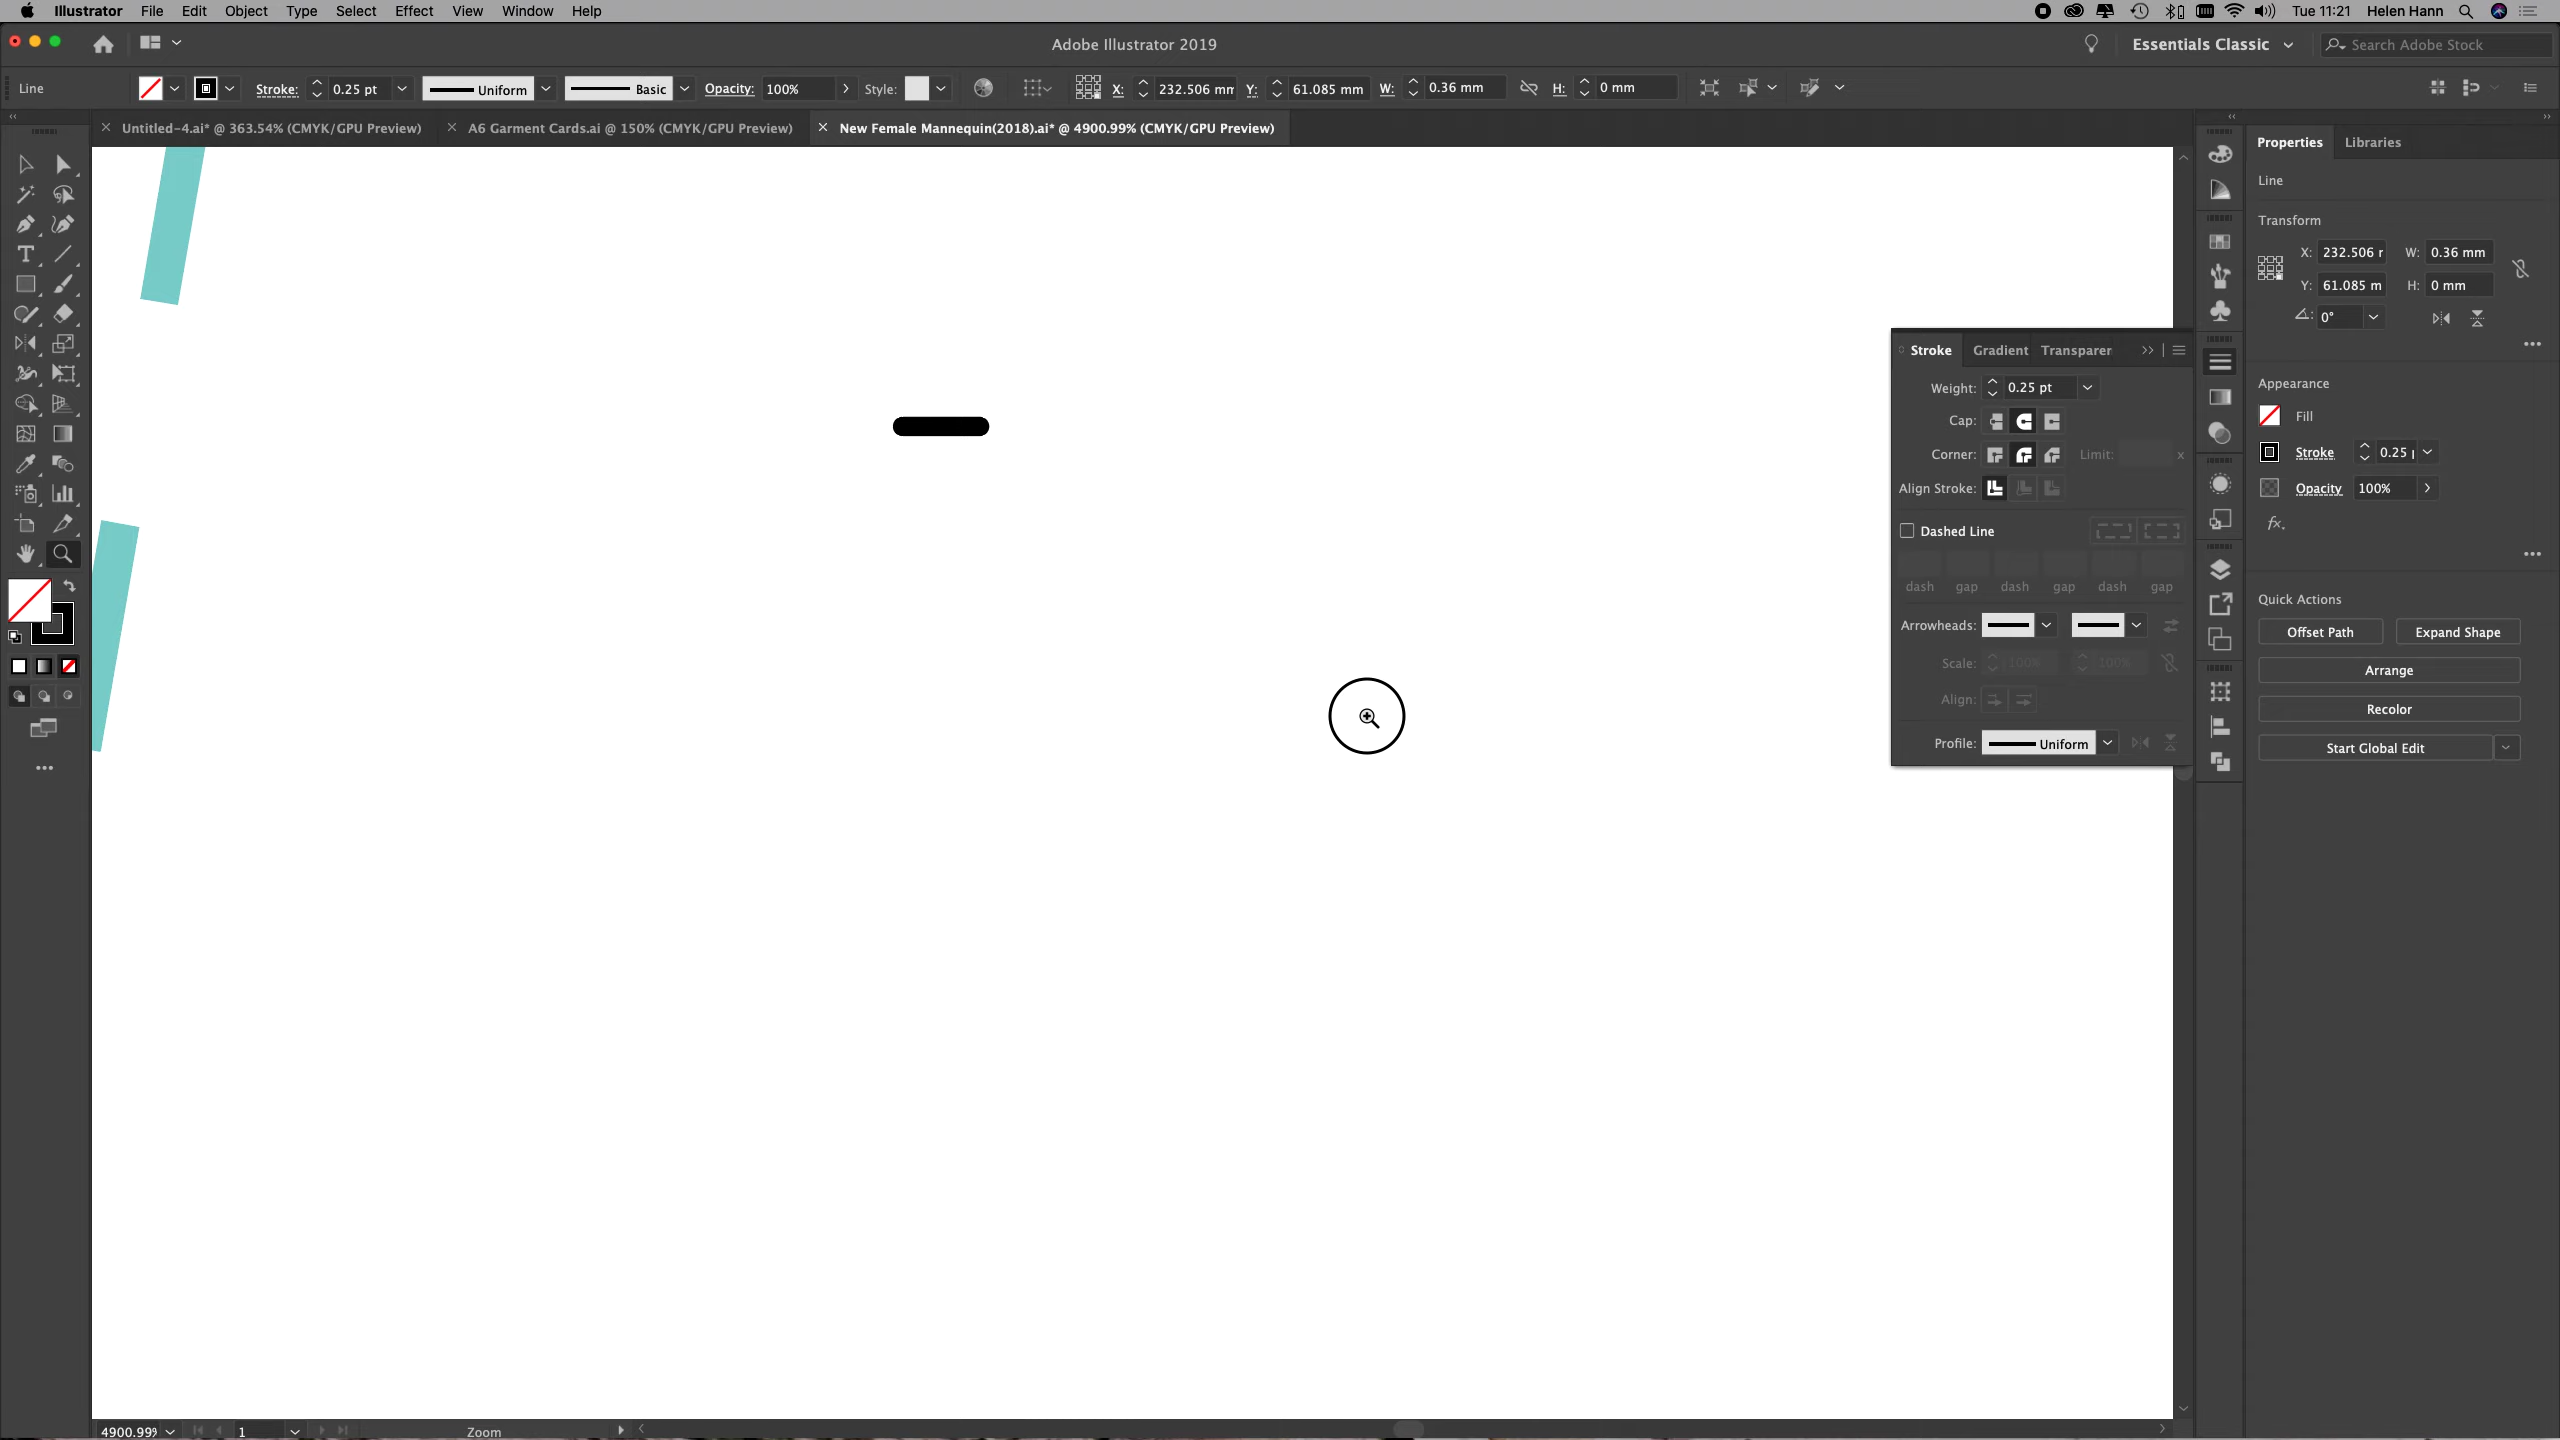 Illustrator File Edit Object Type Select Effect View Window Help Tue 11:21 Helen Hann
Adobe Illustrator 2019 Essentials Classic Search Adobe Stock
Line Stroke: 0.25 pt Uniform Basic Opacity: 100% Style: X: 232.506 mm Y: 61.085 mm W: 0.36 mm H: 0 mm
Untitled-4.ai* @ 363.54% (CMYK/GPU Preview) A6 Garment Cards.ai @ 150% (CMYK/GPU Preview) New Female Mannequin(2018).ai* @ 4900.99% (CMYK/GPU Preview)
Properties Libraries
Line
Transform
X: 232.506 W: 0.36 mm
Y: 61.085 m H: 0 mm
0°
Appearance
Fill
Stroke 0.25
Opacity 100%
fx.
Quick Actions
Offset Path Expand Shape
Arrange
Recolor
Start Global Edit
Stroke Gradient Transparer
Weight: 0.25 pt
Cap:
Corner: Limit: x
Align Stroke:
Dashed Line
dash gap dash gap dash gap
Arrowheads:
Scale: 100% 100%
Align:
Profile: Uniform
4900.99% 1 Zoom